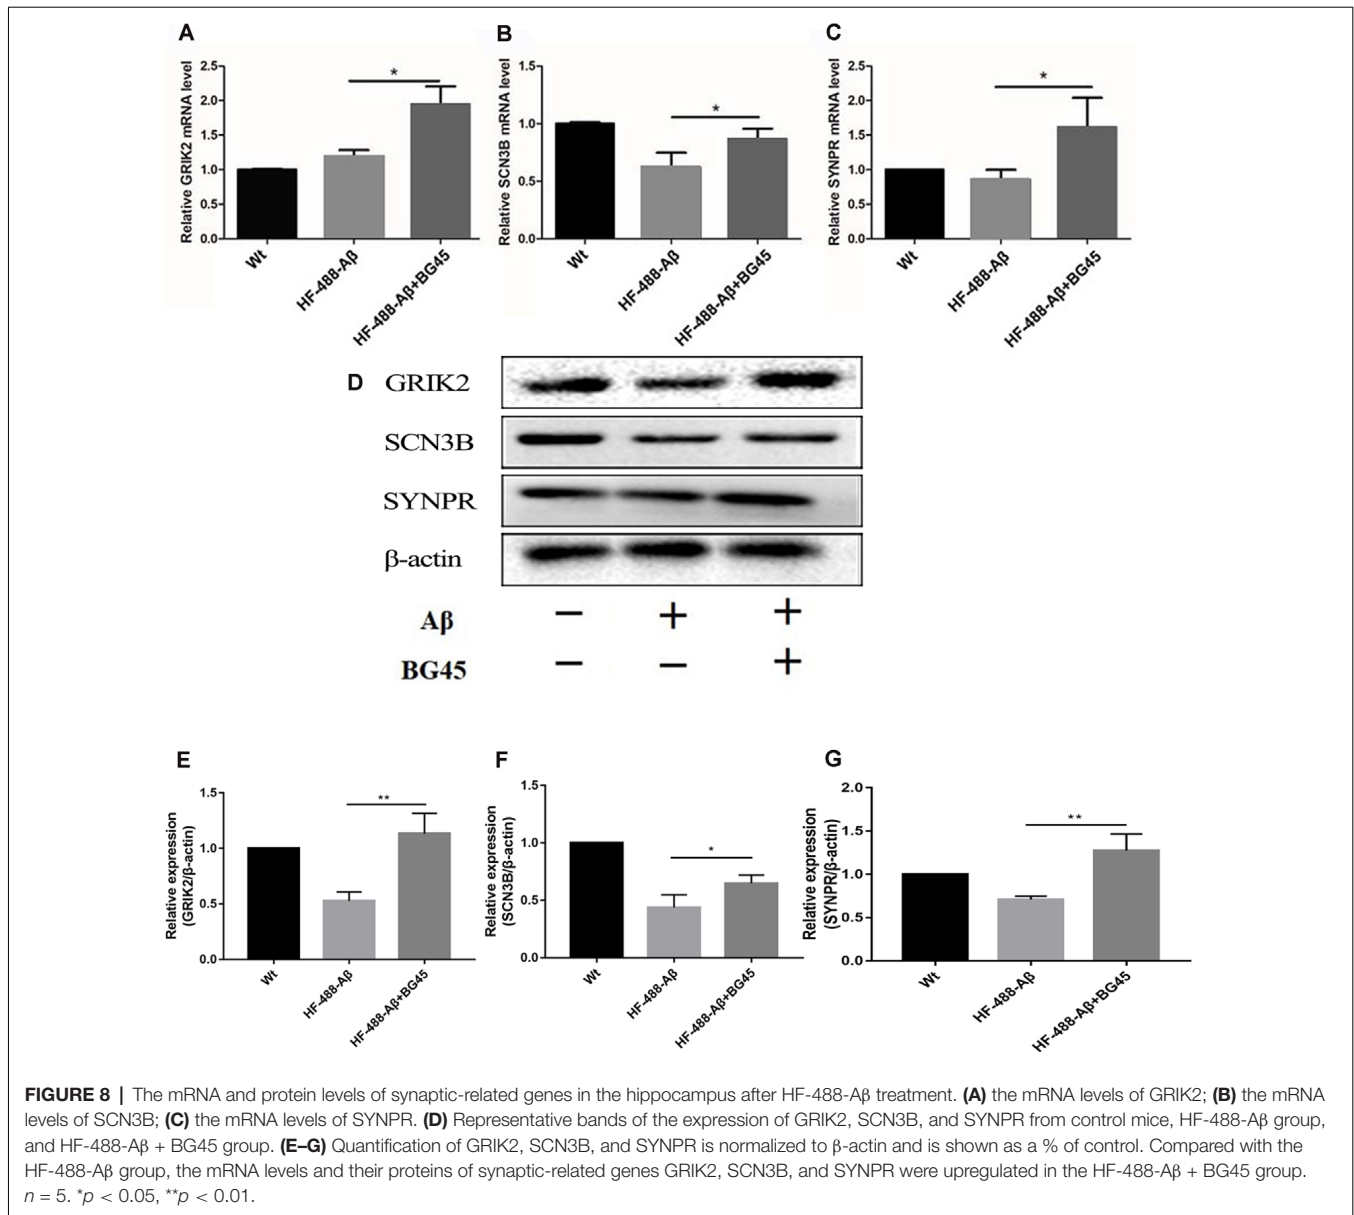 A
Relative GRIK2 mRNA level
2.5
2.0
1.5
1.0
0.5
0.0
*
Wt
HF-488-Aβ
HF-488-Aβ+BG45
B
Relative SCN3B mRNA level
1.5
1.0
0.5
0.0
*
Wt
HF-488-Aβ
HF-488-Aβ+BG45
C
Relative SYNPR mRNA level
2.5
2.0
1.5
1.0
0.5
0.0
*
Wt
HF-488-Aβ
HF-488-Aβ+BG45
D
GRIK2
SCN3B
SYNPR
β-actin
Aβ − + +
BG45 − − +
E
Relative expression
(GRIK2/β-actin)
1.5
1.0
0.5
0.0
**
Wt
HF-488-Aβ
HF-488-Aβ+BG45
F
Relative expression
(SCN3B/β-actin)
1.5
1.0
0.5
0.0
*
Wt
HF-488-Aβ
HF-488-Aβ+BG45
G
Relative expression
(SYNPR/β-actin)
2.0
1.5
1.0
0.5
0.0
**
Wt
HF-488-Aβ
HF-488-Aβ+BG45
FIGURE 8 | The mRNA and protein levels of synaptic-related genes in the hippocampus after HF-488-Aβ treatment. (A) the mRNA levels of GRIK2; (B) the mRNA
levels of SCN3B; (C) the mRNA levels of SYNPR. (D) Representative bands of the expression of GRIK2, SCN3B, and SYNPR from control mice, HF-488-Aβ group,
and HF-488-Aβ + BG45 group. (E–G) Quantification of GRIK2, SCN3B, and SYNPR is normalized to β-actin and is shown as a % of control. Compared with the
HF-488-Aβ group, the mRNA levels and their proteins of synaptic-related genes GRIK2, SCN3B, and SYNPR were upregulated in the HF-488-Aβ + BG45 group.
n = 5. *p < 0.05, **p < 0.01.